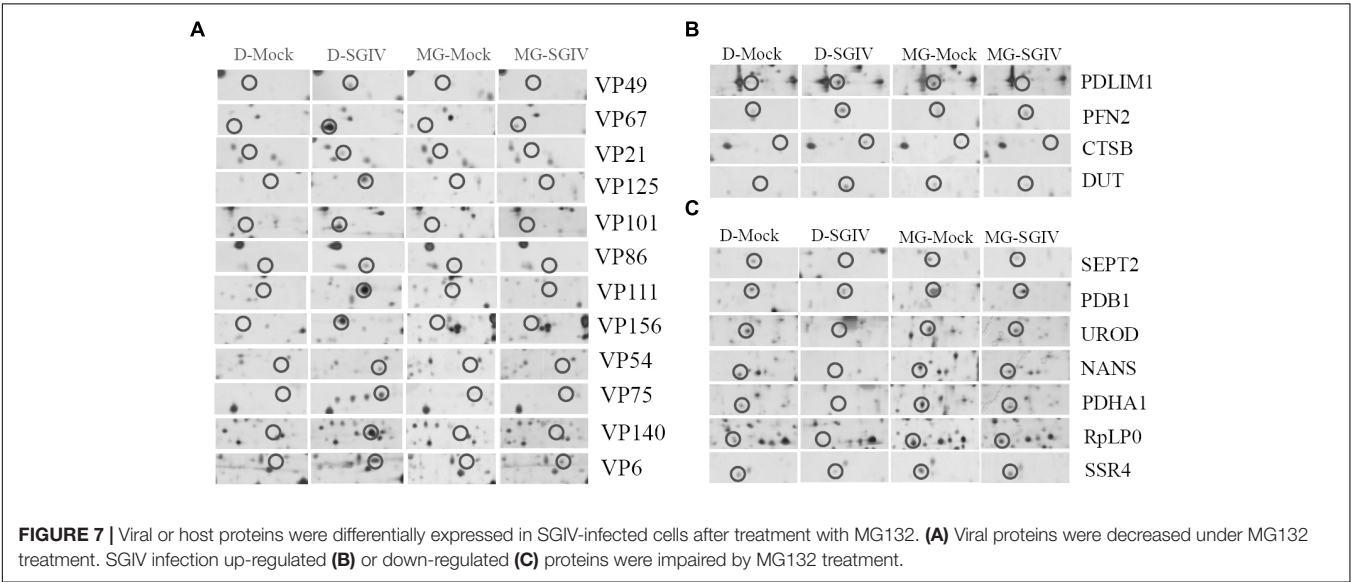 A
D-Mock D-SGIV MG-Mock MG-SGIV
VP49
VP67
VP21
VP125
VP101
VP86
VP111
VP156
VP54
VP75
VP140
VP6
B
D-Mock D-SGIV MG-Mock MG-SGIV
PDLIM1
PFN2
CTSB
DUT
C
D-Mock D-SGIV MG-Mock MG-SGIV
SEPT2
PDB1
UROD
NANS
PDHA1
RpLP0
SSR4
FIGURE 7 | Viral or host proteins were differentially expressed in SGIV-infected cells after treatment with MG132. (A) Viral proteins were decreased under MG132
treatment. SGIV infection up-regulated (B) or down-regulated (C) proteins were impaired by MG132 treatment.